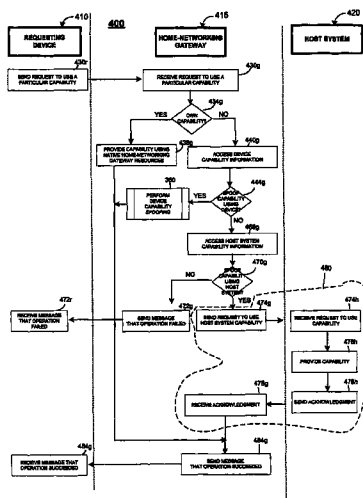 410
REQUESTING
DEVICE
400
415
HOME-NETWORKING
GATEWAY
420
HOST SYSTEM
430r
SEND REQUEST TO USE A
PARTICULAR CAPABILITY
430g
RECEIVE REQUEST TO USE A
PARTICULAR CAPABILITY
434g
OWN
CAPABILITY?
YES
NO
PROVIDE CAPABILITY USING
NATIVE HOME-NETWORKING
GATEWAY RESOURCES
440g
ACCESS DEVICE
CAPABILITY INFORMATION
444g
SPOOF
CAPABILITY
USING
DEVICE?
YES
NO
360
PERFORM
DEVICE
CAPABILITY
SPOOFING
ACCESS HOST SYSTEM
CAPABILITY INFORMATION
470g
SPOOF
CAPABILITY
USING HOST
SYSTEM?
NO
YES
480
472r
RECEIVE MESSAGE
THAT OPERATION
FAILED
472g
SEND MESSAGE
THAT OPERATION FAILED
474g
SEND REQUEST TO USE
HOST SYSTEM CAPABILITY
474h
RECEIVE REQUEST TO USE
CAPABILITY
476h
PROVIDE CAPABILITY
478h
SEND ACKNOWLEDGMENT
478g
RECEIVE ACKNOWLEDGMENT
484g
RECEIVE MESSAGE THAT
OPERATION SUCCEEDED
484g
SEND MESSAGE
THAT OPERATION SUCCEEDED